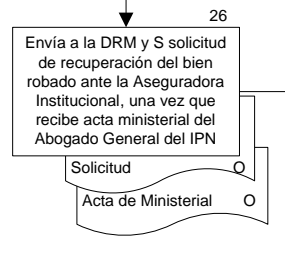 26
Envía a la DRM y S solicitud
de recuperación del bien
robado ante la Aseguradora
Institucional, una vez que
recibe acta ministerial del
Abogado General del IPN
Solicitud O
Acta de Ministerial O